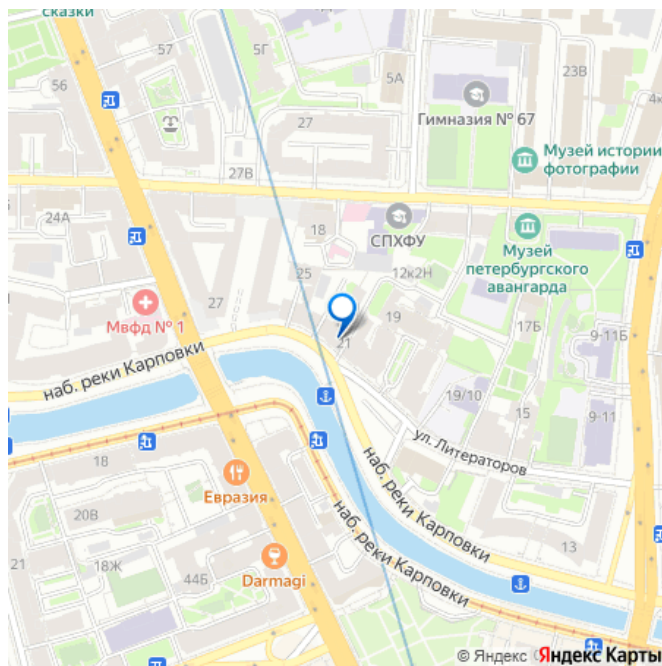 сказки
57
5Г
5А
23В
56
Гимназия № 67
27
Музей истории
фотографии
27В
24А
18
СПХФУ
Музей
петербургского
авангарда
25
12к2Н
27
Мвфд № 1
19
17Б
9-11Б
21
наб. реки Карповки
19/10
9-11
15
ул. Литераторов
18
Евразия
наб. реки Карповки
20В
наб. реки Карповки
18Ж
21
13
44Б
Darmagi
© Яндекс Яндекс Карты